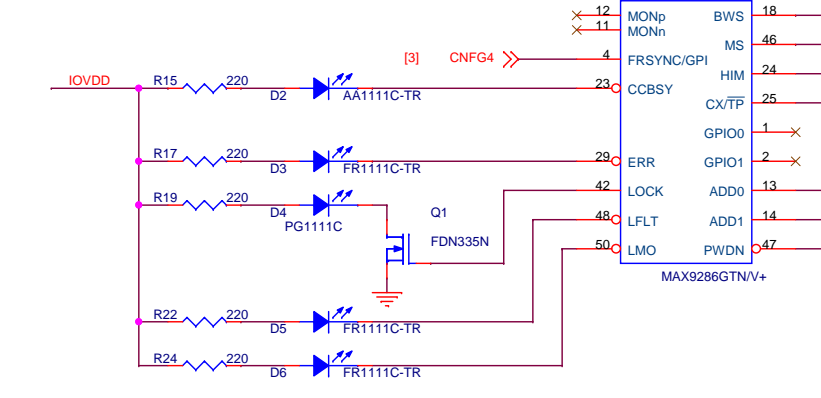 12 MONp BWS 18
11 MONn
MS 46
[3] CNFG4 4 FRSYNC/GPI
HIM 24
IOVDD R15 220 D2 AA1111C-TR 23 CCBSY
CX/TP 25
GPIO0 1
R17 220 D3 FR1111C-TR 29 ERR GPIO1 2
42 LOCK ADD0 13
R19 220 D4 PG1111C
Q1
FDN335N
48 LFLT ADD1 14
50 LMO PWDN 47
MAX9286GTN/V+
R22 220 D5 FR1111C-TR
R24 220 D6 FR1111C-TR